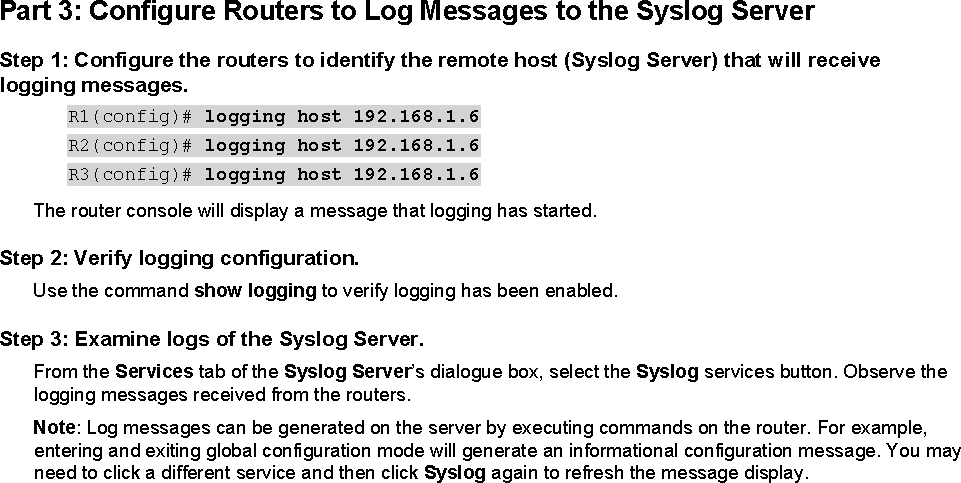 Part 3: Configure Routers to Log Messages to the Syslog Server
Step 1: Configure the routers to identify the remote host (Syslog Server) that will receive
logging messages.
R1(config)# logging host 192.168.1.6
R2(config)# logging host 192.168.1.6
R3(config)# logging host 192.168.1.6
The router console will display a message that logging has started.
Step 2: Verify logging configuration.
Use the command show logging to verify logging has been enabled.
Step 3: Examine logs of the Syslog Server.
From the Services tab of the Syslog Server's dialogue box, select the Syslog services button. Observe the
logging messages received from the routers.
Note: Log messages can be generated on the server by executing commands on the router. For example,
entering and exiting global configuration mode will generate an informational configuration message. You may
need to click a different service and then click Syslog again to refresh the message display.